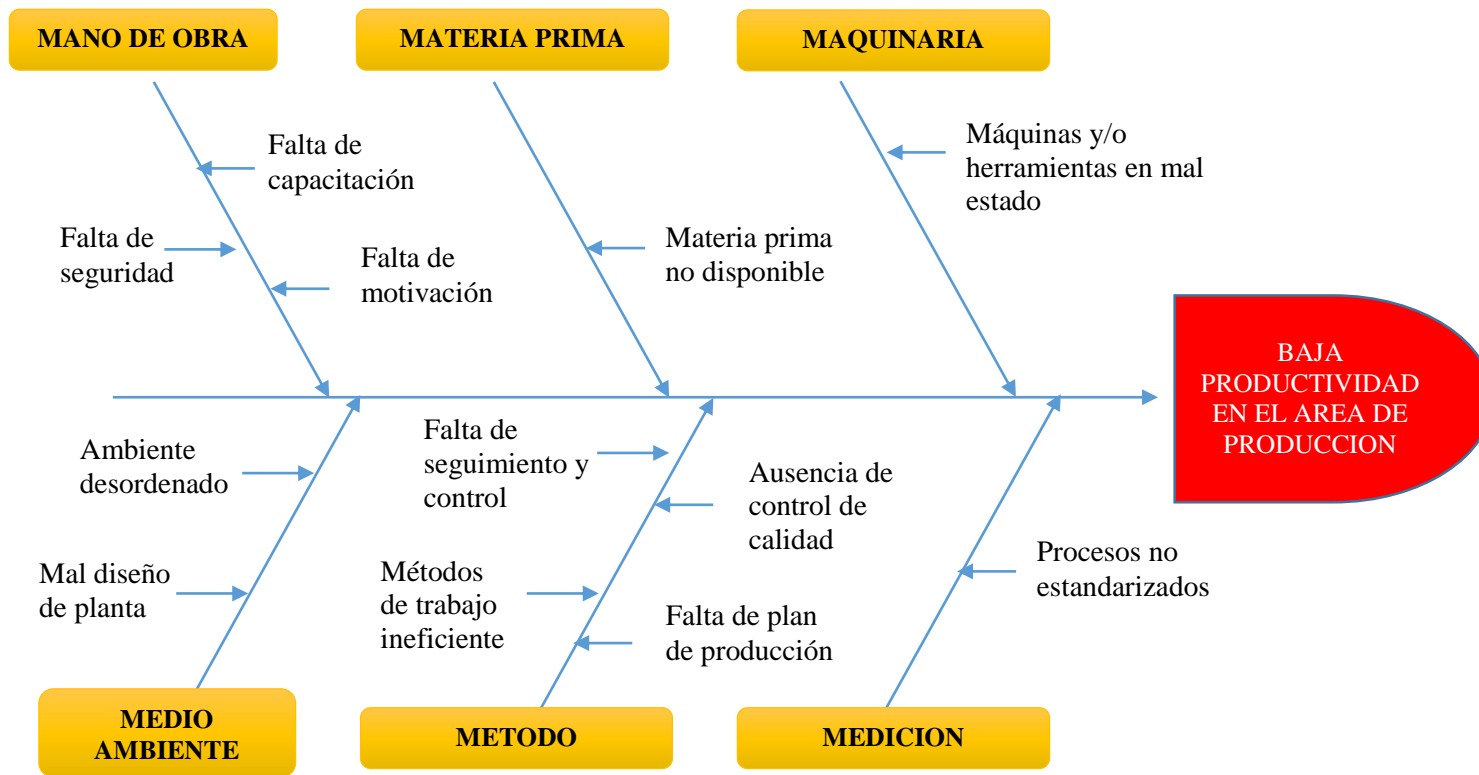 MANO DE OBRA
MATERIA PRIMA
MAQUINARIA
Falta de
capacitación
Falta de
seguridad
Falta de
motivación
Materia prima
no disponible
Máquinas y/o
herramientas en mal
estado
BAJA
PRODUCTIVIDAD
EN EL AREA DE
PRODUCCION
Ambiente
desordenado
Mal diseño
de planta
Falta de
seguimiento y
control
Ausencia de
control de
calidad
Métodos
de trabajo
ineficiente
Falta de plan
de producción
Procesos no
estandarizados
MEDIO
AMBIENTE
METODO
MEDICION